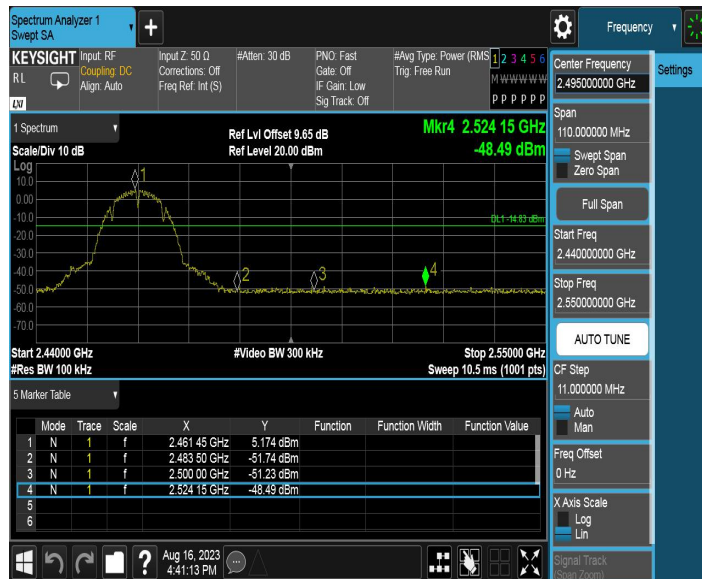 Spectrum Analyzer 1
Swept SA
+
Frequency
KEYSIGHT
RL
LXI
Input: RF
Coupling: DC
Align: Auto
Input Z: 50 Ω
Corrections: Off
Freq Ref: Int (S)
#Atten: 30 dB
PNO: Fast
Gate: Off
IF Gain: Low
Sig Track: Off
#Avg Type: Power (RMS
Trig: Free Run
1 2 3 4 5 6
M W W W W W
P P P P P P
1 Spectrum
Scale/Div 10 dB
Ref Lvl Offset 9.65 dB
Ref Level 20.00 dBm
Mkr4 2.524 15 GHz
-48.49 dBm
Log
10.0
0.00
-10.0
-20.0
-30.0
-40.0
-50.0
-60.0
-70.0
1
2
3
4
DL1 -14.83 dBm
Start 2.44000 GHz
#Res BW 100 kHz
#Video BW 300 kHz
Stop 2.55000 GHz
Sweep 10.5 ms (1001 pts)
5 Marker Table
Mode Trace Scale X Y Function Function Width Function Value
1 N 1 f 2.461 45 GHz 5.174 dBm
2 N 1 f 2.483 50 GHz -51.74 dBm
3 N 1 f 2.500 00 GHz -51.23 dBm
4 N 1 f 2.524 15 GHz -48.49 dBm
5
6
?
Aug 16, 2023
4:41:13 PM
Center Frequency
2.495000000 GHz
Settings
Span
110.000000 MHz
Swept Span
Zero Span
Full Span
Start Freq
2.440000000 GHz
Stop Freq
2.550000000 GHz
AUTO TUNE
CF Step
11.000000 MHz
Auto
Man
Freq Offset
0 Hz
X Axis Scale
Log
Lin
Signal Track
(Span Zoom)